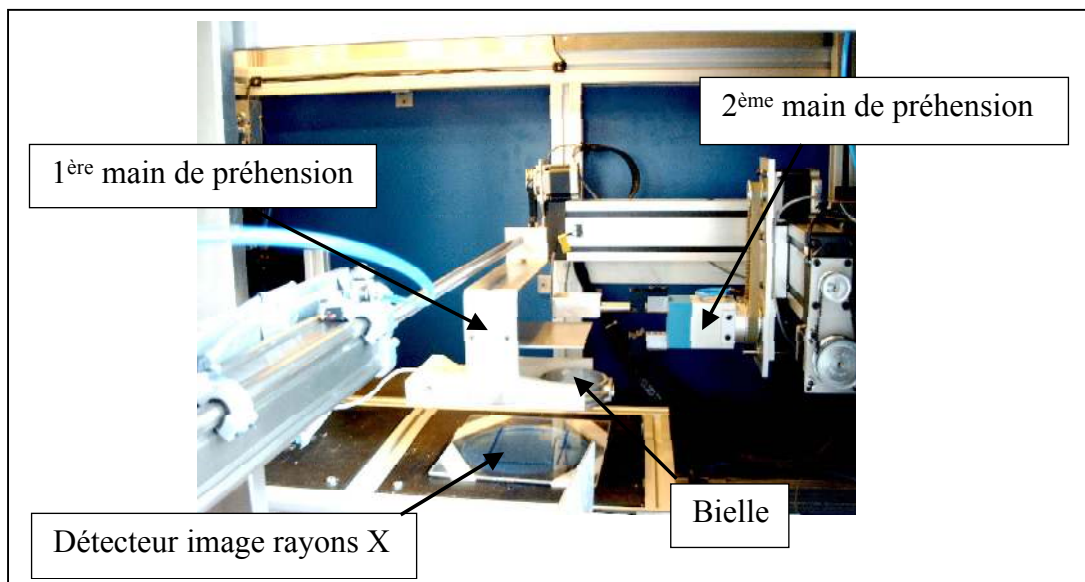 2ème main de préhension
1ère main de préhension
Bielle
Détecteur image rayons X